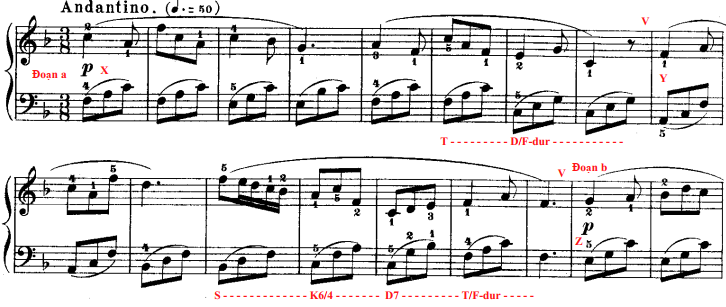 Andantino. (♩. = 50)
V
Đoạn a
p
X
Y
T - - - - - - - - - D/F-dur - - - - - - - - - - -
V
Đoạn b
p
Z
S - - - - - - - - - - - - - - K6/4 - - - - - - - D7 - - - - - - - - T/F-dur - - - - -